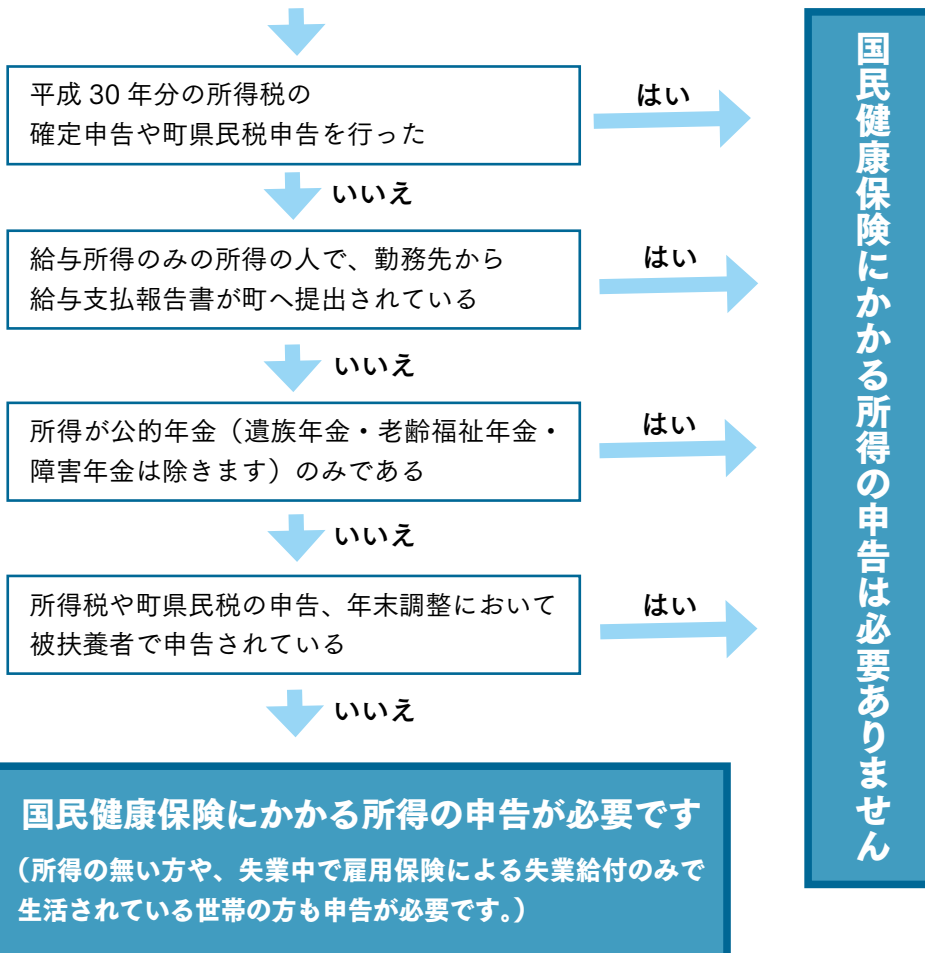 平成 30 年分の所得税の
確定申告や町県民税申告を行った
はい
いいえ
給与所得のみの所得の人で、勤務先から
給与支払報告書が町へ提出されている
はい
いいえ
所得が公的年金（遺族年金・老齢福祉年金・
障害年金は除きます）のみである
はい
いいえ
所得税や町県民税の申告、年末調整において
被扶養者で申告されている
はい
いいえ
国民健康保険にかかる所得の申告が必要です
（所得の無い方や、失業中で雇用保険による失業給付のみで
生活されている世帯の方も申告が必要です。）
国民健康保険にかかる所得の申告は必要ありません